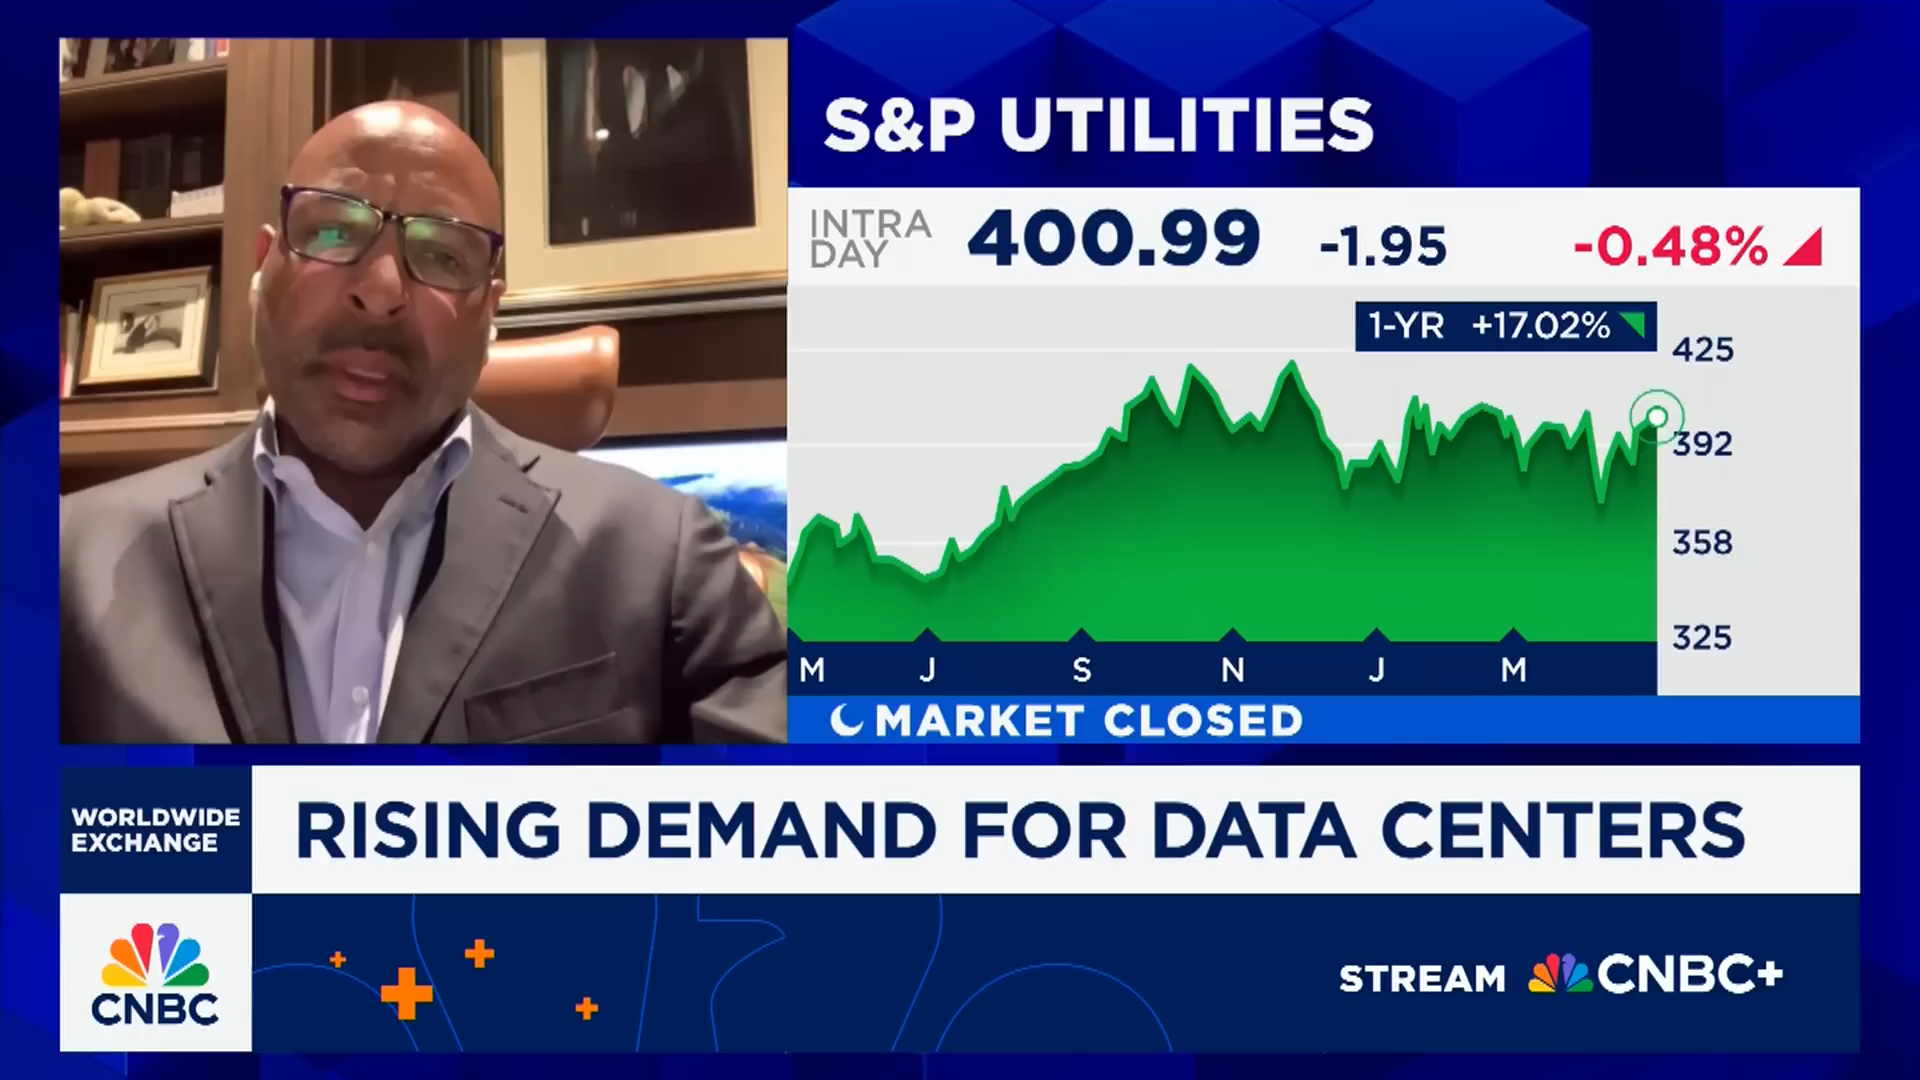 S&P UTILITIES
INTRA DAY 400.99 -1.95 -0.48%
1-YR +17.02%
425
392
358
325
M J S N J M
MARKET CLOSED
WORLDWIDE EXCHANGE
RISING DEMAND FOR DATA CENTERS
CNBC
STREAM CNBC+